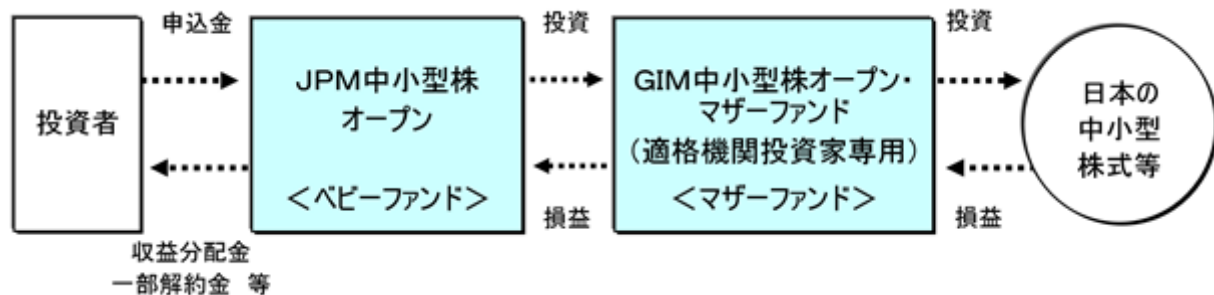 申込金
投資
投資
投資者
JPM中小型株
オープン
<ベビーファンド>
GIM中小型株オープン・
マザーファンド
(適格機関投資家専用)
<マザーファンド>
日本の
中小型
株式等
収益分配金
一部解約金 等
損益
損益